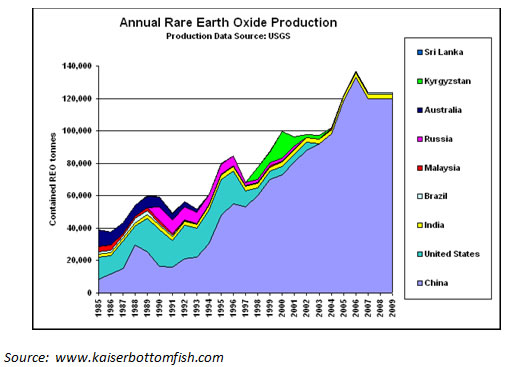 Annual Rare Earth Oxide Production
Production Data Source: USGS
Contained REO tonnes
140,000
120,000
100,000
80,000
60,000
40,000
20,000
0
1985
1986
1987
1988
1989
1990
1991
1992
1993
1994
1995
1996
1997
1998
1999
2000
2001
2002
2003
2004
2005
2006
2007
2008
2009
Sri Lanka
Kyrgyzstan
Australia
Russia
Malaysia
Brazil
India
United States
China
Source: www.kaiserbottomfish.com